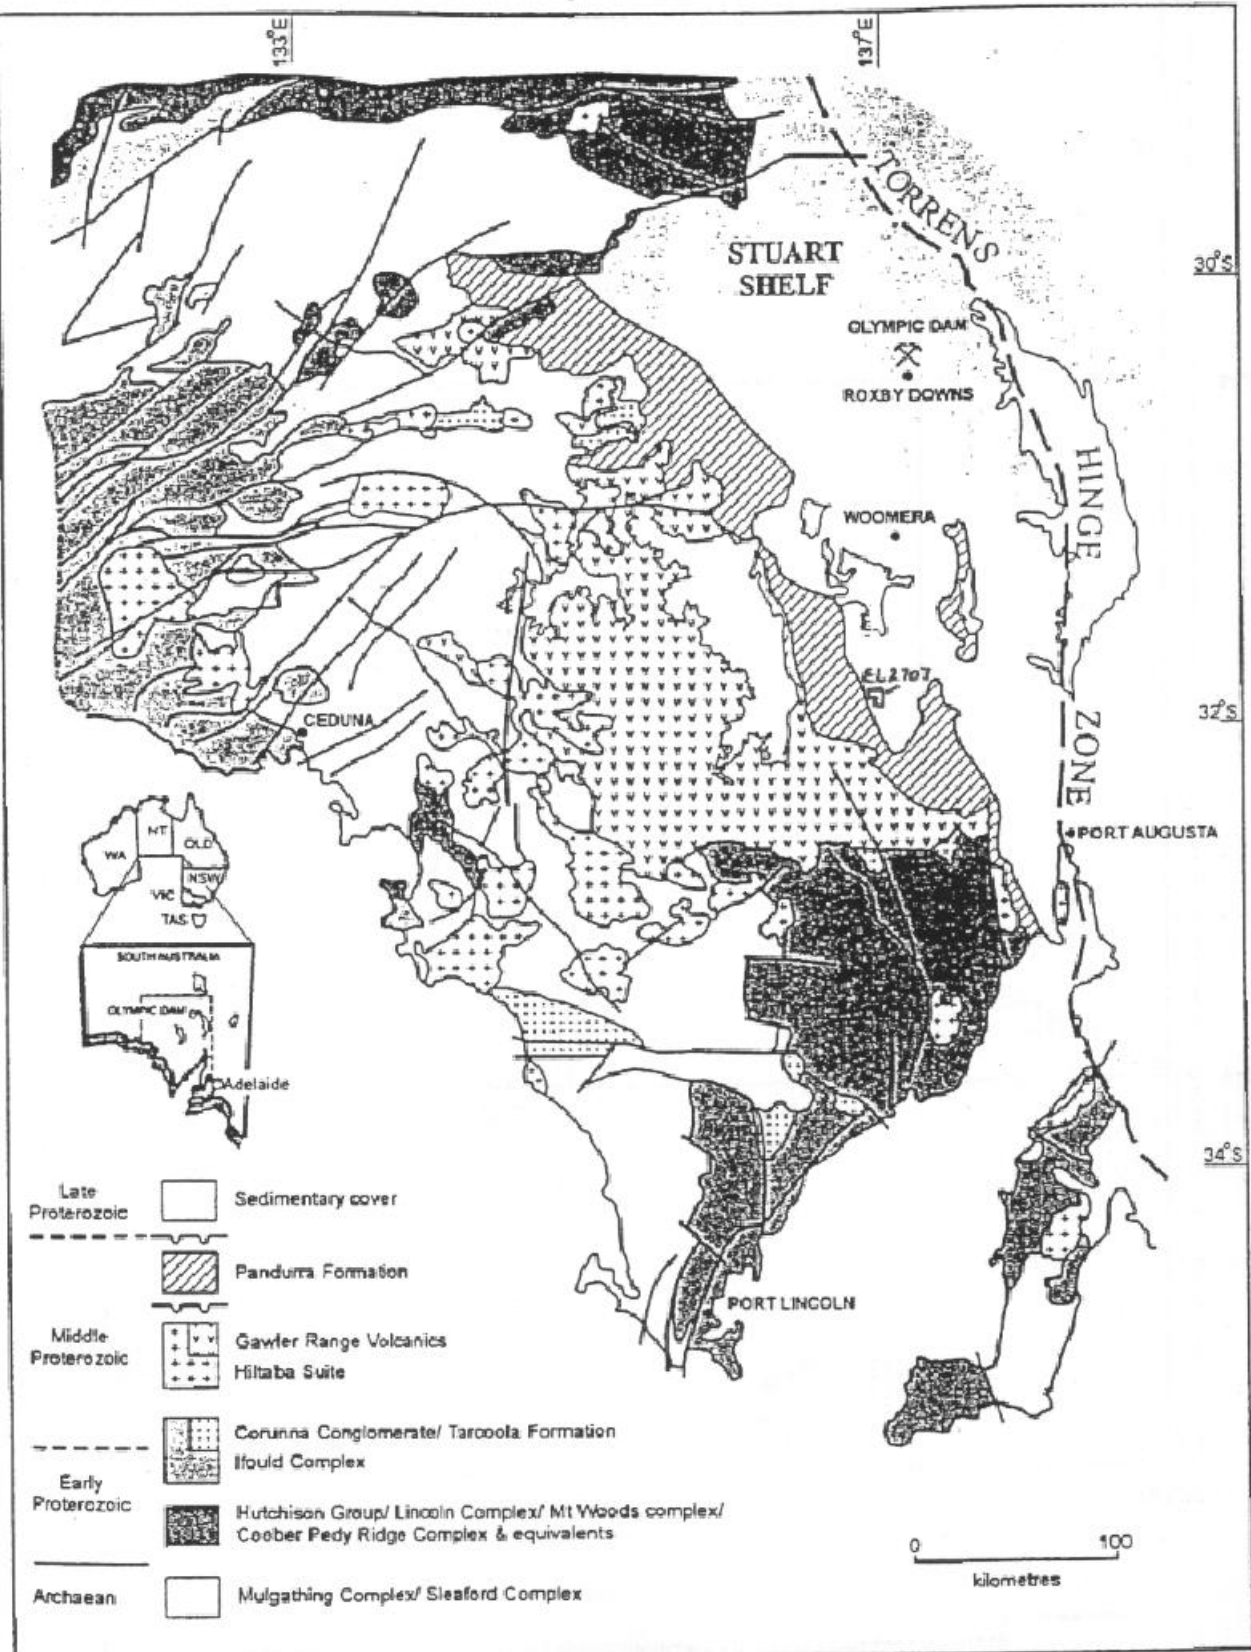 133°E
137°E
TORRENS
STUART
SHELF
30°S
OLYMPIC DAM
ROXBY DOWNS
HINGE
WOOMERA
EL2707
32°S
CEDUNA
ZONE
PORT AUGUSTA
NT
QLD
WA
NSW
VIC
TAS
SOUTH AUSTRALIA
OLYMPIC DAM
Adelaide
34°S
Late
Proterozoic
Sedimentary cover
Pandurra Formation
PORT LINCOLN
Middle
Proterozoic
Gawler Range Volcanics
Hiltaba Suite
Corunna Conglomerate/ Tarcoola Formation
Ifould Complex
Early
Proterozoic
Hutchison Group/ Lincoln Complex/ Mt Woods complex/
Coober Pedy Ridge Complex & equivalents
0 100
kilometres
Archaean
Mulgathing Complex/ Sleaford Complex